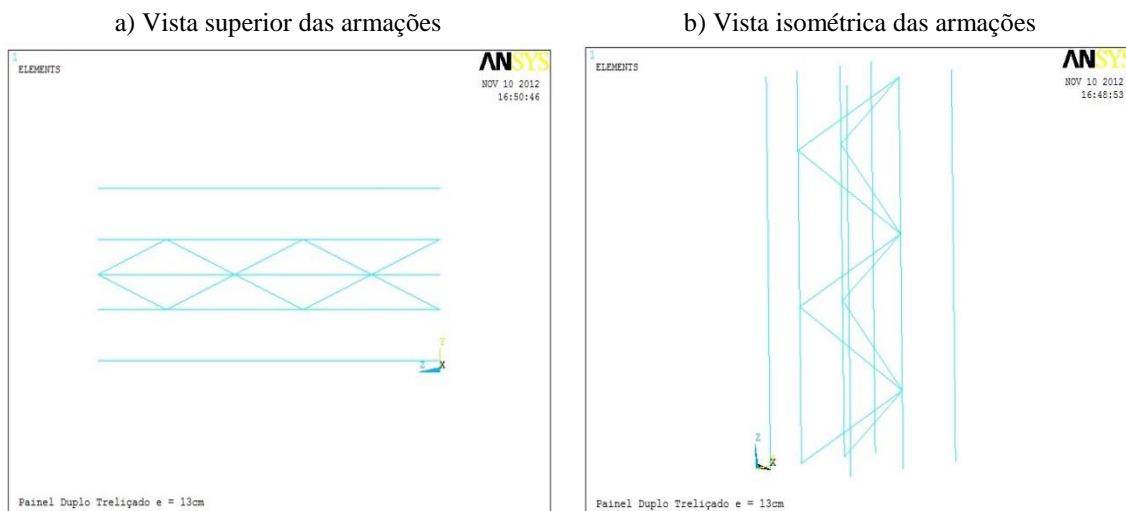 a) Vista superior das armações
b) Vista isométrica das armações
1
ELEMENTS
ANSYS
NOV 10 2012
16:50:46
Z
Y
X
Painel Duplo Treliçado e = 13cm
1
ELEMENTS
ANSYS
NOV 10 2012
16:48:53
Z
X
Painel Duplo Treliçado e = 13cm